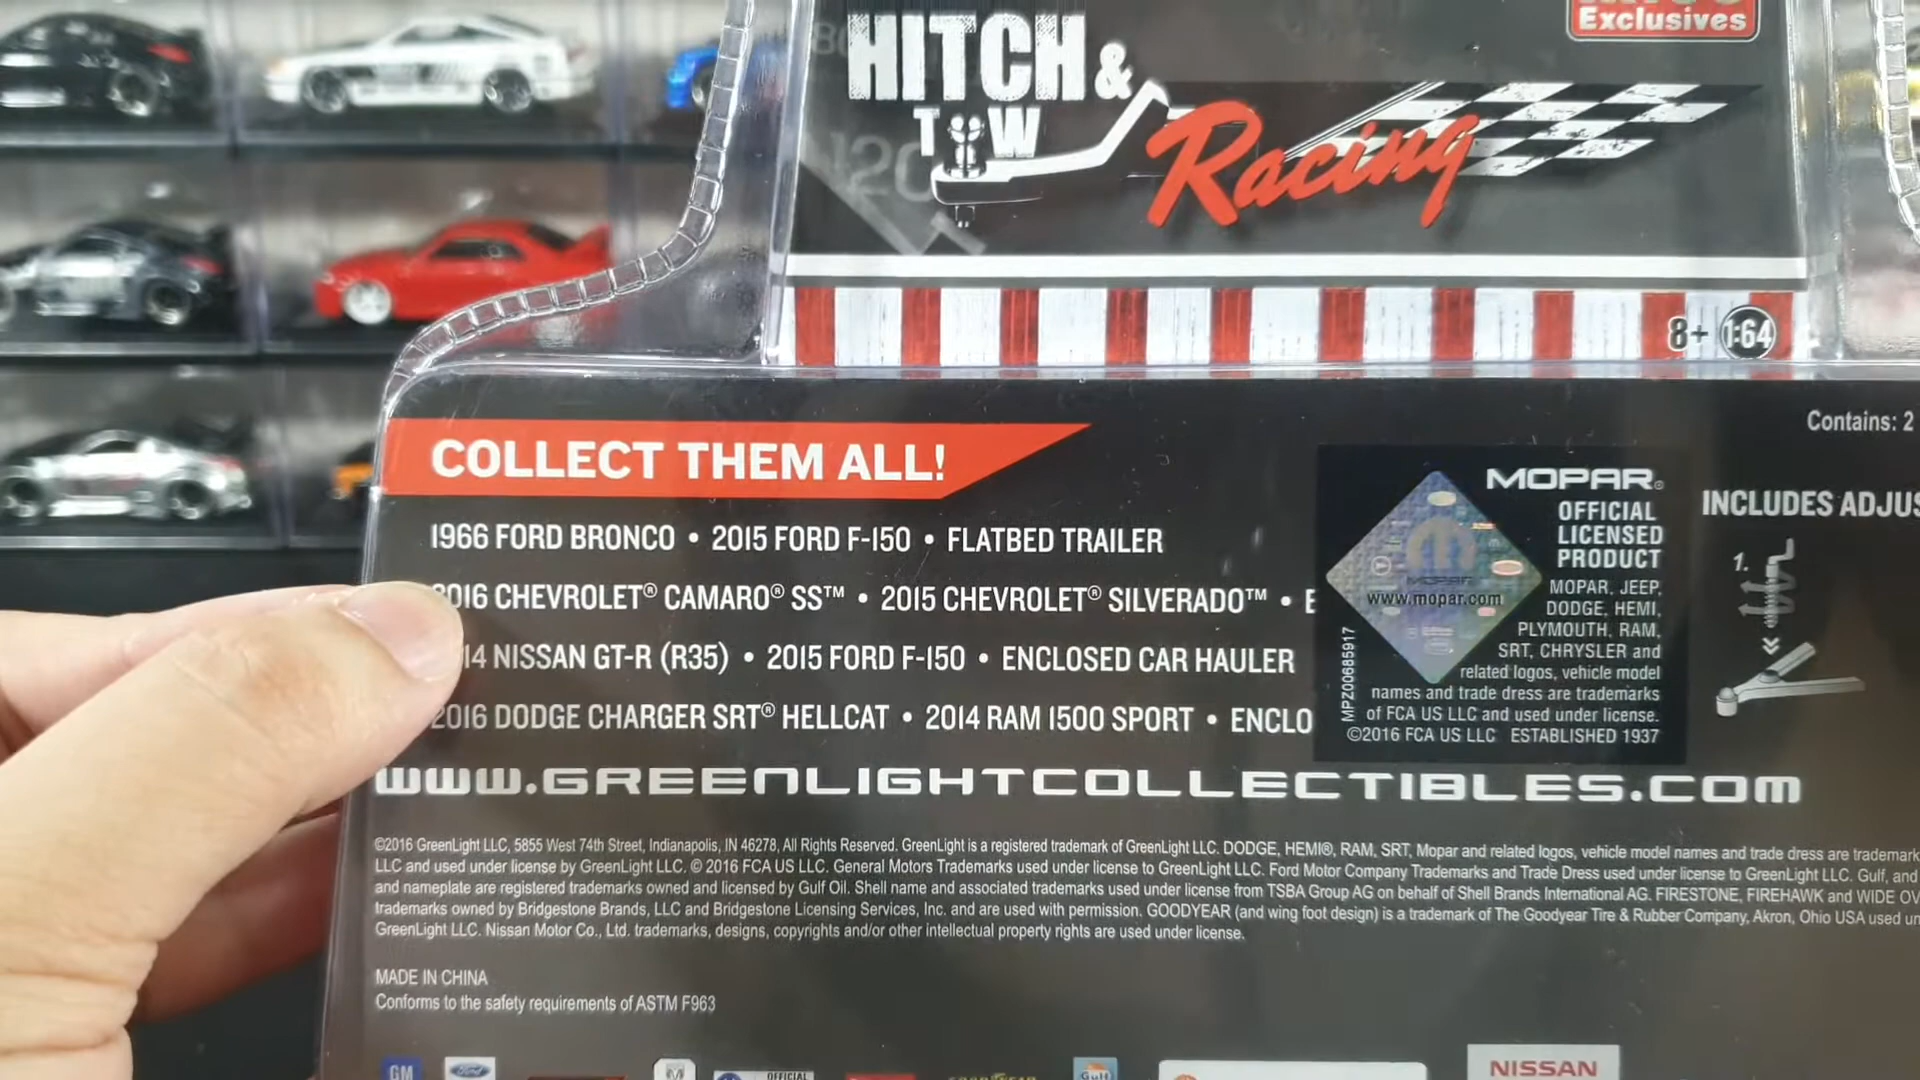 Exclusives
HITCH &
TOW
Racing
120
8+ 1:64
Contains: 2
COLLECT THEM ALL!
1966 FORD BRONCO • 2015 FORD F-150 • FLATBED TRAILER
2016 CHEVROLET® CAMARO® SS™ • 2015 CHEVROLET® SILVERADO™ •
14 NISSAN GT-R (R35) • 2015 FORD F-150 • ENCLOSED CAR HAULER
2016 DODGE CHARGER SRT® HELLCAT • 2014 RAM 1500 SPORT • ENCLO
MOPAR®
OFFICIAL
LICENSED
PRODUCT
MOPAR, JEEP,
DODGE, HEMI,
PLYMOUTH, RAM,
SRT, CHRYSLER and
related logos, vehicle model
names and trade dress are trademarks
of FCA US LLC and used under license.
©2016 FCA US LLC ESTABLISHED 1937
MOPAR
www.mopar.com
MPZ00685917
INCLUDES ADJUS
1.
WWW.GREENLIGHTCOLLECTIBLES.COM
©2016 GreenLight LLC, 5855 West 74th Street, Indianapolis, IN 46278, All Rights Reserved. GreenLight is a registered trademark of GreenLight LLC. DODGE, HEMI®, RAM, SRT, Mopar and related logos, vehicle model names and trade dress are trademark
LLC and used under license by GreenLight LLC. © 2016 FCA US LLC. General Motors Trademarks used under license to GreenLight LLC. Ford Motor Company Trademarks and Trade Dress used under license to GreenLight LLC. Gulf, and
and nameplate are registered trademarks owned and licensed by Gulf Oil. Shell name and associated trademarks used under license from TSBA Group AG on behalf of Shell Brands International AG. FIRESTONE, FIREHAWK and WIDE OV
trademarks owned by Bridgestone Brands, LLC and Bridgestone Licensing Services, Inc. and are used with permission. GOODYEAR (and wing foot design) is a trademark of The Goodyear Tire & Rubber Company, Akron, Ohio USA used un
GreenLight LLC. Nissan Motor Co., Ltd. trademarks, designs, copyrights and/or other intellectual property rights are used under license.
MADE IN CHINA
Conforms to the safety requirements of ASTM F963
GM
Ford
OFFICIAL
Gulf
NISSAN